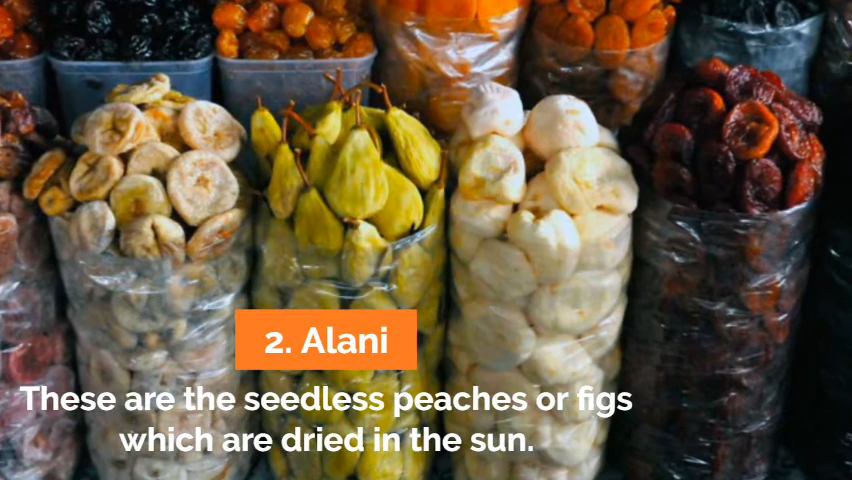 2. Alani
These are the seedless peaches or figs
which are dried in the sun.